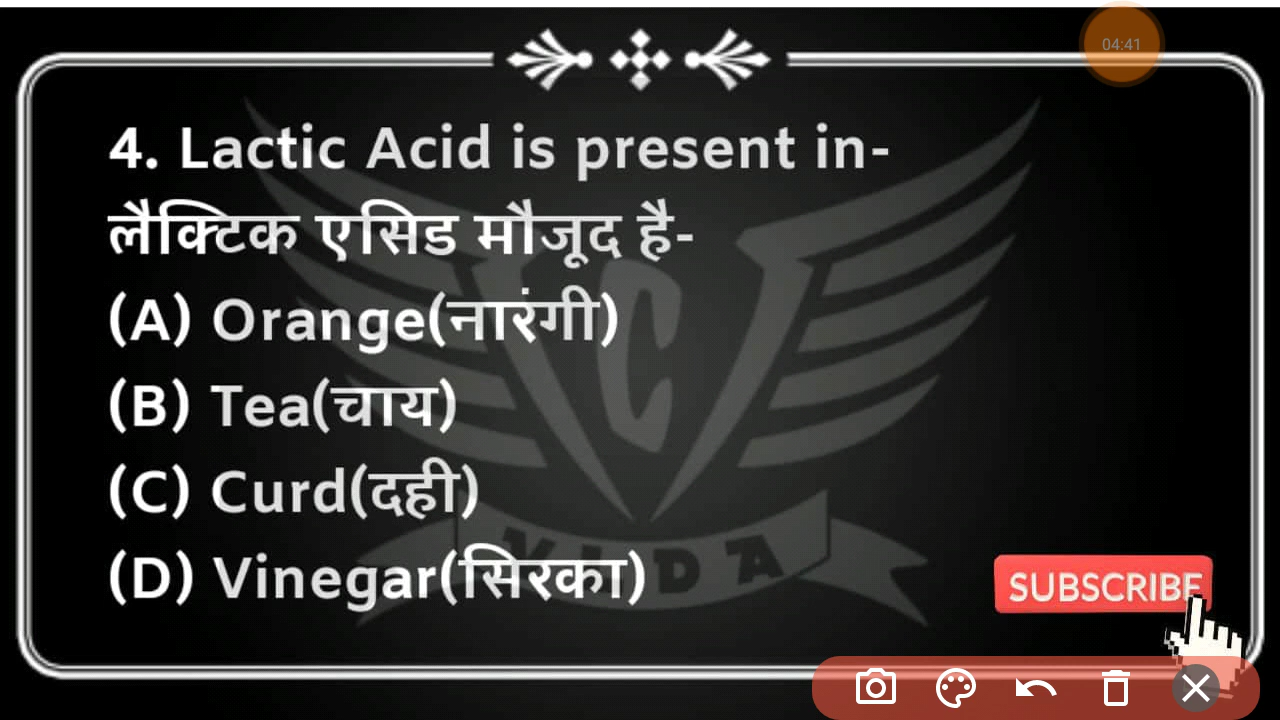 04:41
4. Lactic Acid is present in-
लैक्टिक एसिड मौजूद है-
(A) Orange(नारंगी)
(B) Tea(चाय)
(C) Curd(दही)
(D) Vinegar(सिरका)
SUBSCRIBE